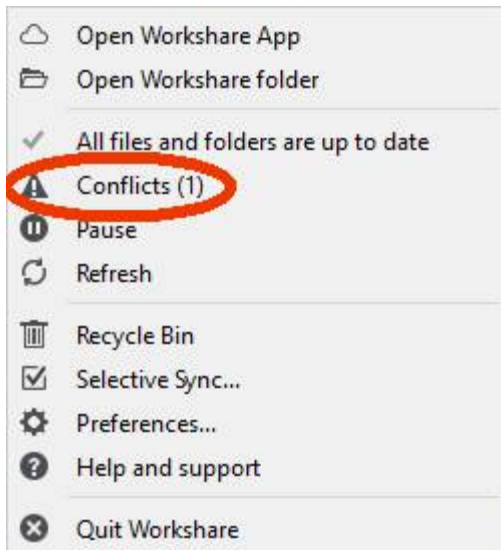 Open Workshare App
Open Workshare folder
All files and folders are up to date
Conflicts (1)
Pause
Refresh
Recycle Bin
Selective Sync...
Preferences...
Help and support
Quit Workshare